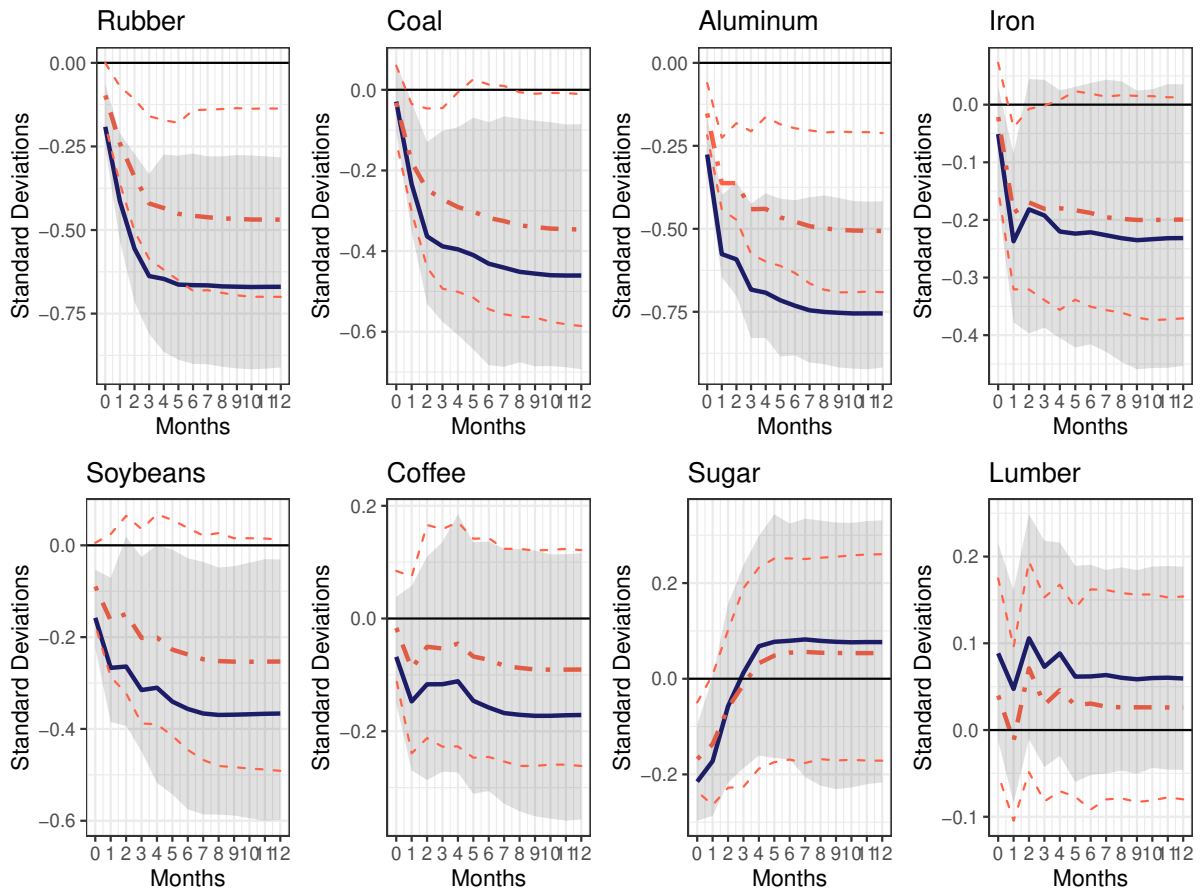 Rubber Coal Aluminum Iron
Standard Deviations Standard Deviations Standard Deviations Standard Deviations
0.00 0.0 0.00 0.0
−0.25 −0.2 −0.25 −0.1
−0.50 −0.4 −0.50 −0.2
−0.75 −0.6 −0.75 −0.3
−0.4
0 1 2 3 4 5 6 7 8 9 10 11 12 0 1 2 3 4 5 6 7 8 9 10 11 12 0 1 2 3 4 5 6 7 8 9 10 11 12 0 1 2 3 4 5 6 7 8 9 10 11 12
Months Months Months Months
Soybeans Coffee Sugar Lumber
Standard Deviations Standard Deviations Standard Deviations Standard Deviations
0.0 0.2 0.2 0.2
−0.2 0.0 0.0 0.1
−0.4 −0.2 −0.2 0.0
−0.6 −0.1
0 1 2 3 4 5 6 7 8 9 10 11 12 0 1 2 3 4 5 6 7 8 9 10 11 12 0 1 2 3 4 5 6 7 8 9 10 11 12 0 1 2 3 4 5 6 7 8 9 10 11 12
Months Months Months Months